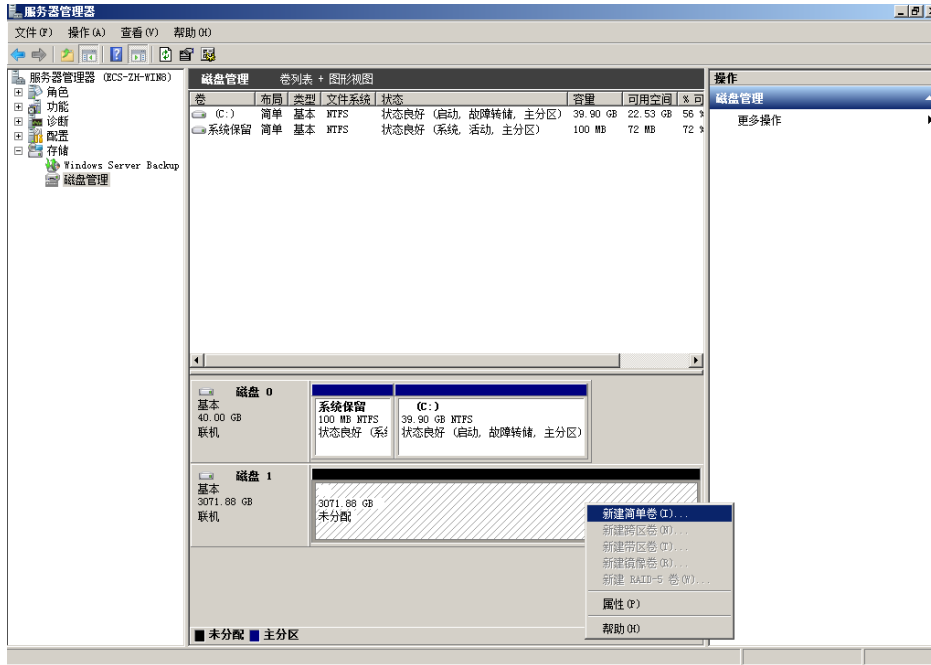 服务器管理器
文件(F) 操作(A) 查看(V) 帮助(H)
服务器管理器 (ECS-ZH-WIN8)
角色
功能
诊断
配置
存储
Windows Server Backup
磁盘管理
磁盘管理 卷列表 + 图形视图
卷 布局 类型 文件系统 状态 容量 可用空间 % 可
(C:) 简单 基本 NTFS 状态良好 (启动, 故障转储, 主分区) 39.90 GB 22.53 GB 56 %
系统保留 简单 基本 NTFS 状态良好 (系统, 活动, 主分区) 100 MB 72 MB 72 %
磁盘 0
基本
40.00 GB
联机
系统保留
100 MB NTFS
状态良好 (系统
(C:)
39.90 GB NTFS
状态良好 (启动, 故障转储, 主分区)
磁盘 1
基本
3071.88 GB
联机
3071.88 GB
未分配
新建简单卷(I)...
新建跨区卷(N)...
新建带区卷(T)...
新建镜像卷(R)...
新建 RAID-5 卷(W)...
属性(P)
帮助(H)
未分配 主分区
操作
磁盘管理
更多操作